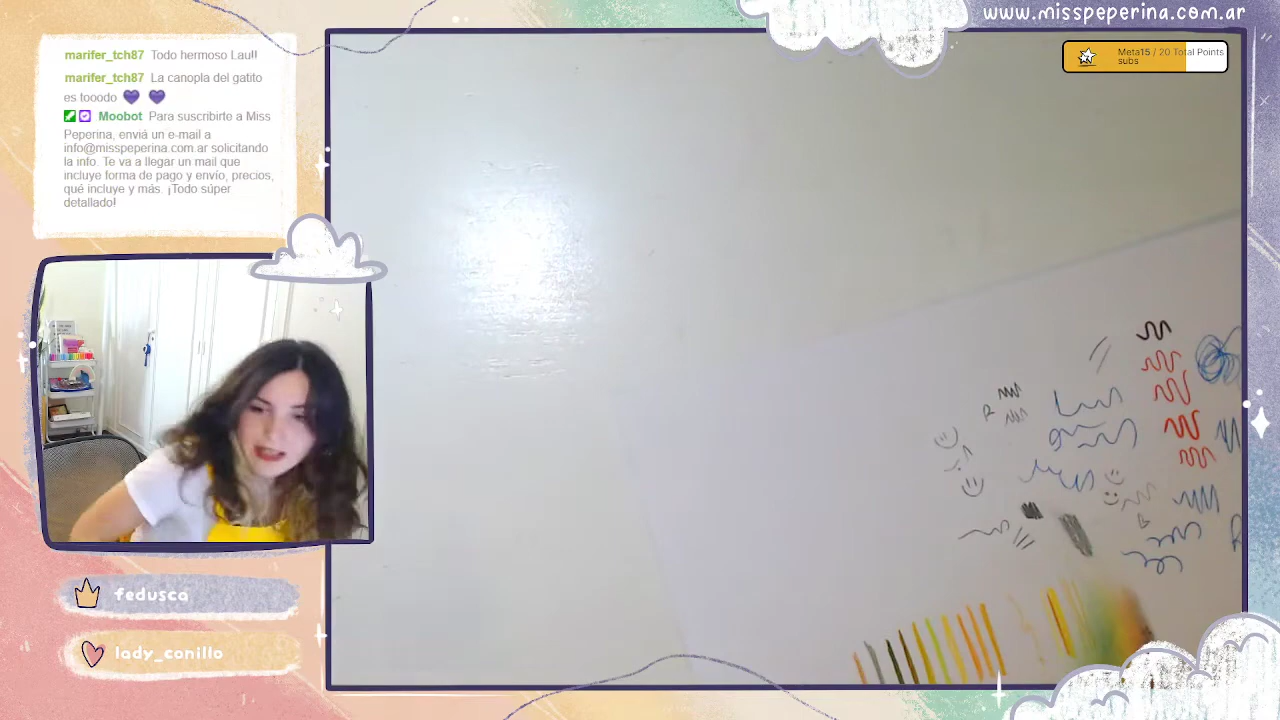 www.misspeperina.com.ar
marifer_tch87 Todo hermoso Lau!!
marifer_tch87 La canopla del gatito
es tooodo 💜 💜
Moobot Para suscribirte a Miss
Peperina, enviá un e-mail a
info@misspeperina.com.ar solicitando
la info. Te va a llegar un mail que
incluye forma de pago y envío, precios,
qué incluye y más. ¡Todo súper
detallado!
Meta15 / 20 Total Points
subs
fedusca
lady_conillo